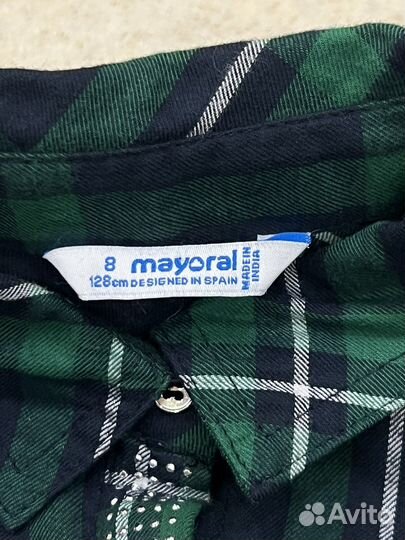 8 mayoral
128cm DESIGNED IN SPAIN
MADE IN
INDIA
Avito